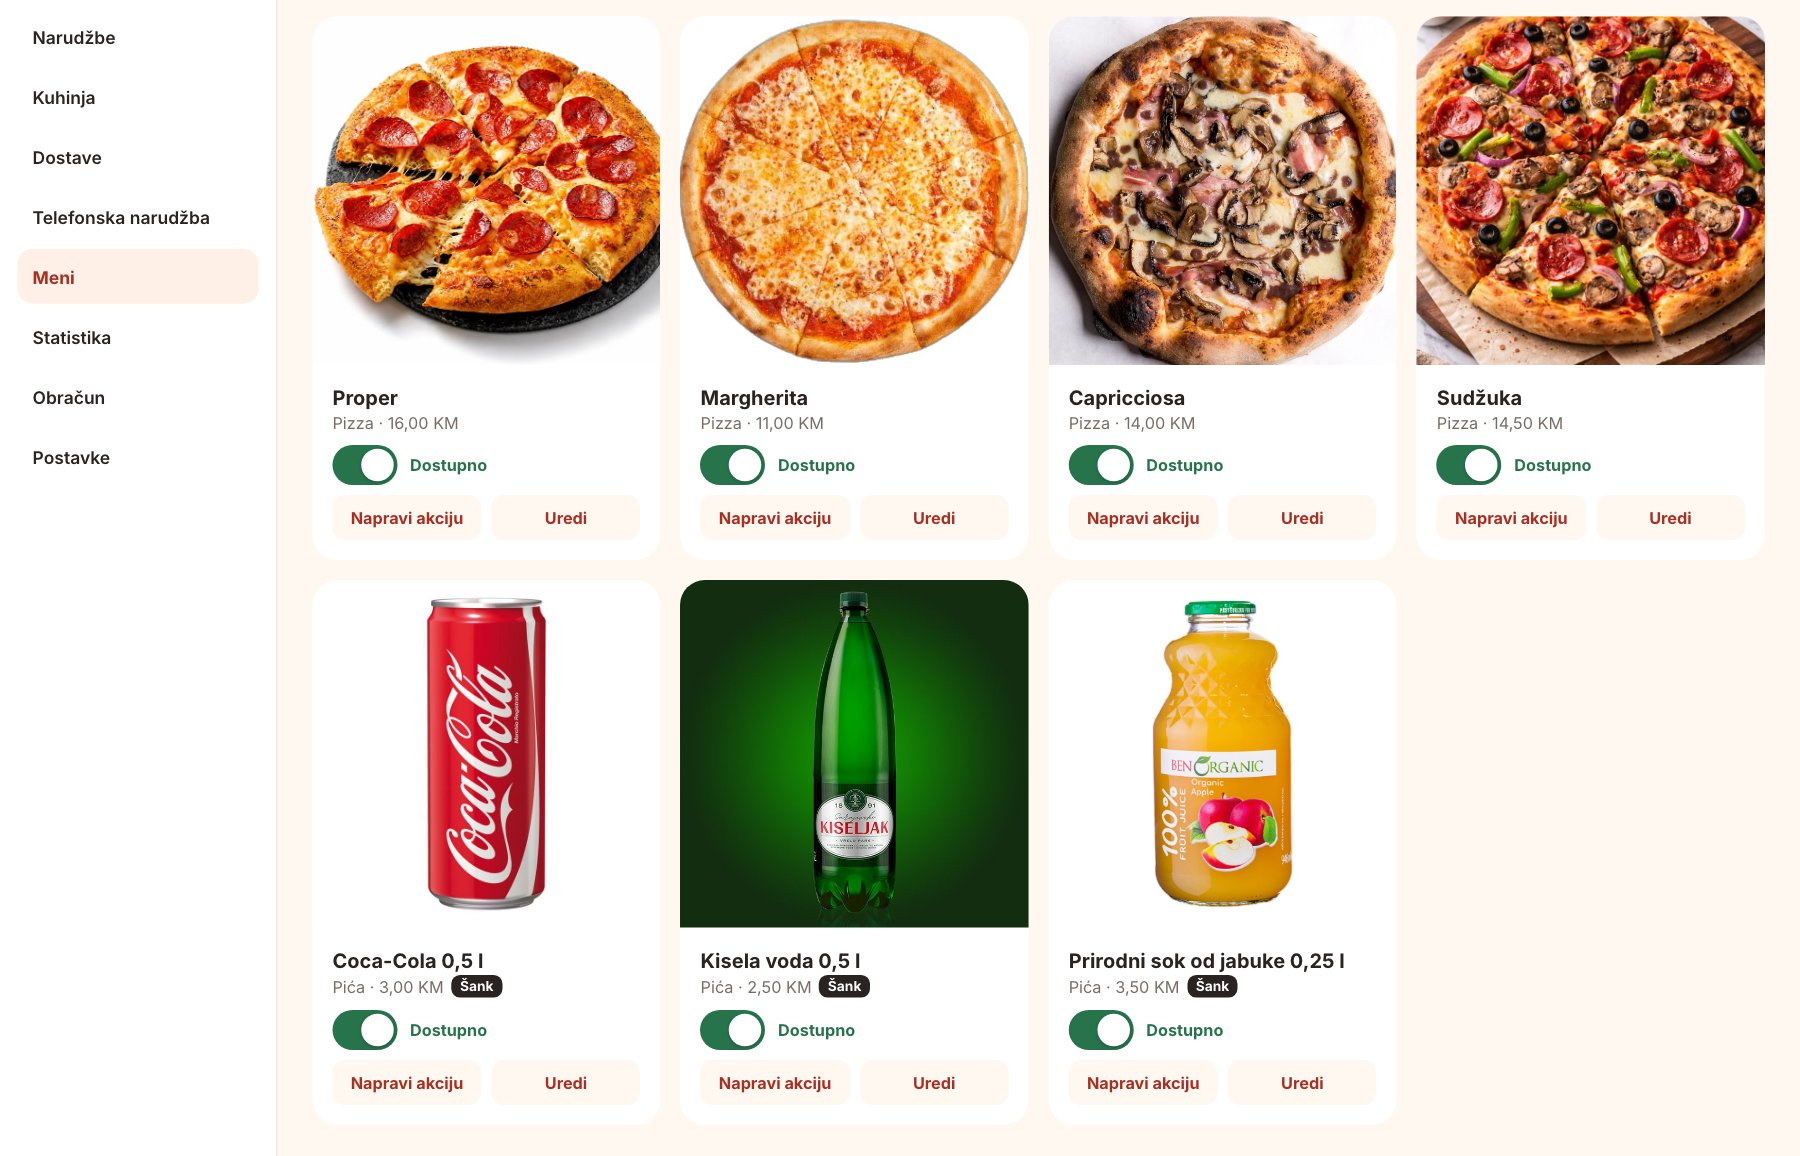 Narudžbe
Kuhinja
Dostave
Telefonska narudžba
Meni
Statistika
Obračun
Postavke
Proper
Pizza · 16,00 KM
Dostupno
Napravi akciju Uredi
Margherita
Pizza · 11,00 KM
Dostupno
Napravi akciju Uredi
Capricciosa
Pizza · 14,00 KM
Dostupno
Napravi akciju Uredi
Sudžuka
Pizza · 14,50 KM
Dostupno
Napravi akciju Uredi
Coca-Cola
Coca-Cola 0,5 l
Pića · 3,00 KM Šank
Dostupno
Napravi akciju Uredi
18 91
KISELJAK
Kisela voda 0,5 l
Pića · 2,50 KM Šank
Dostupno
Napravi akciju Uredi
BEN ORGANIC
Organic
Apple
100%
FRUIT JUICE
Prirodni sok od jabuke 0,25 l
Pića · 3,50 KM Šank
Dostupno
Napravi akciju Uredi